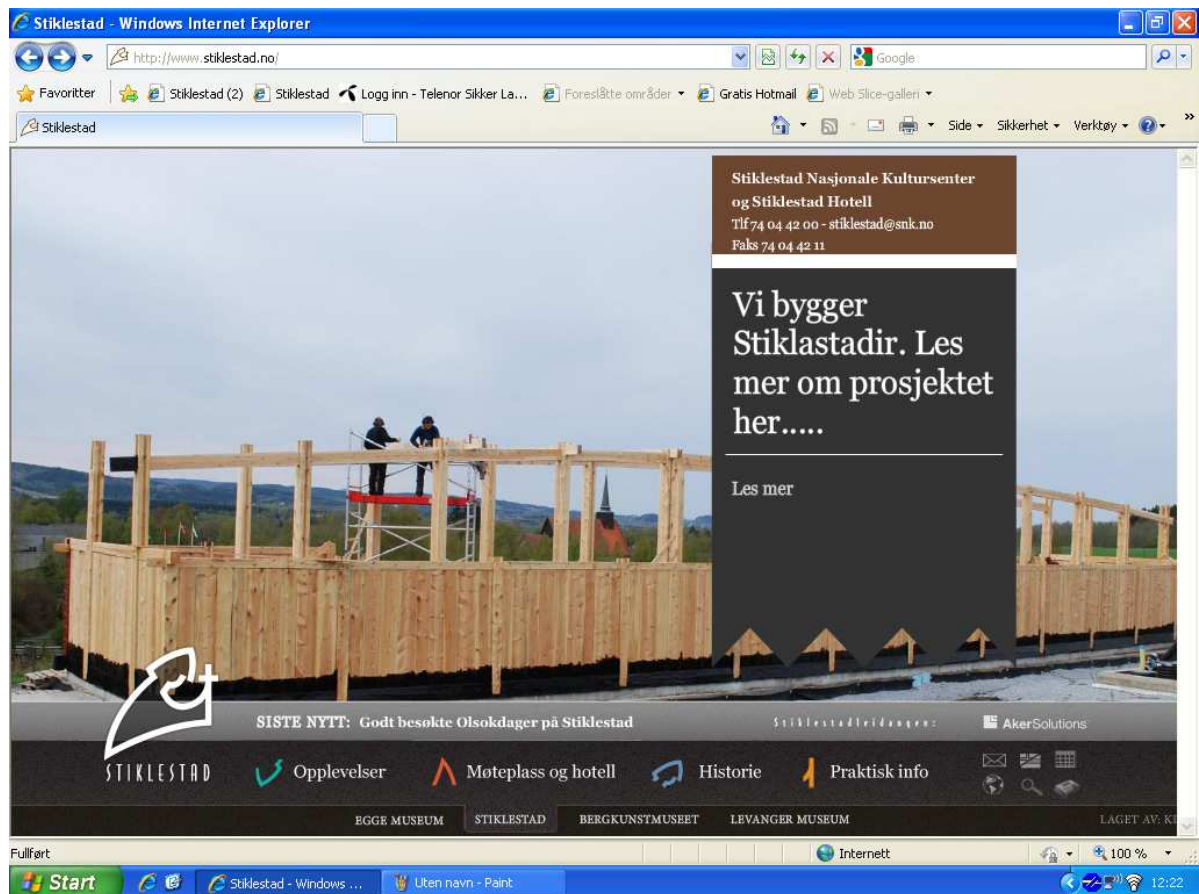 Stiklestad - Windows Internet Explorer
http://www.stiklestad.no/
Google
Favoritter
Stiklestad (2)
Stiklestad
Logg inn - Telenor Sikker La...
Foreslåtte områder
Gratis Hotmail
Web Slice-galleri
Stiklestad
Side
Sikkerhet
Verktøy
Stiklestad Nasjonale Kultursenter
og Stiklestad Hotell
Tlf 74 04 42 00 - stiklestad@snk.no
Faks 74 04 42 11
Vi bygger
Stiklastadir. Les
mer om prosjektet
her.....
Les mer
SISTE NYTT: Godt besøkte Olsokdager på Stiklestad
Stiklestadleidangen:
AkerSolutions
STIKLESTAD
Opplevelser
Møteplass og hotell
Historie
Praktisk info
EGGE MUSEUM
STIKLESTAD
BERGKUNSTMUSEET
LEVANGER MUSEUM
LAGET AV:
Fullført
Internett
100 %
Start
Stiklestad - Windows ...
Uten navn - Paint
12:22